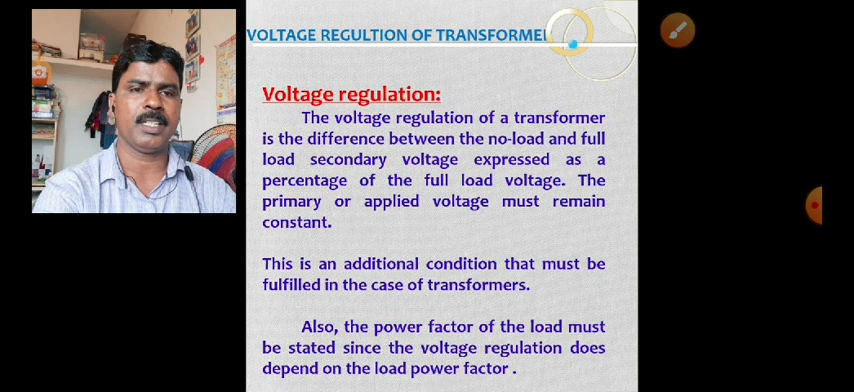 VOLTAGE REGULTION OF TRANSFORMER
Voltage regulation:
The voltage regulation of a transformer
is the difference between the no-load and full
load secondary voltage expressed as a
percentage of the full load voltage. The
primary or applied voltage must remain
constant.
This is an additional condition that must be
fulfilled in the case of transformers.
Also, the power factor of the load must
be stated since the voltage regulation does
depend on the load power factor .